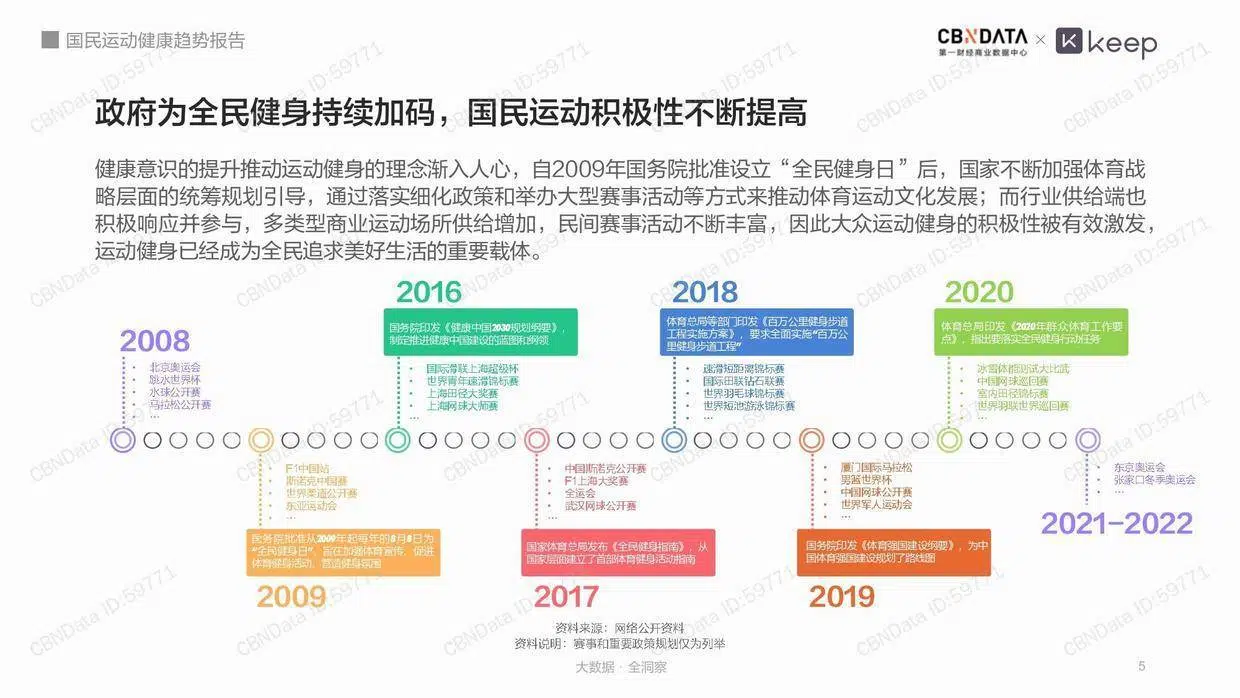 国民运动健康趋势报告
CBNDATA
第一财经商业数据中心
×
keep
政府为全民健身持续加码，国民运动积极性不断提高
健康意识的提升推动运动健身的理念渐入人心，自2009年国务院批准设立“全民健身日”后，国家不断加强体育战
略层面的统筹规划引导，通过落实细化政策和举办大型赛事活动等方式来推动体育运动文化发展；而行业供给端也
积极响应并参与，多类型商业运动场所供给增加，民间赛事活动不断丰富，因此大众运动健身的积极性被有效激发，
运动健身已经成为全民追求美好生活的重要载体。
2008
• 北京奥运会
• 跳水世界杯
• 水球公开赛
• 马拉松公开赛
…
2016
国务院印发《健康中国2030规划纲要》，
制定推进健康中国建设的蓝图和纲领
• 国际滑联上海超级杯
• 世界青年速滑锦标赛
• 上海田径大奖赛
• 上海网球大师赛
…
2018
体育总局等部门印发《百万公里健身步道
工程实施方案》，要求全面实施“百万公
里健身步道工程”
• 速滑短距离锦标赛
• 国际田联钻石联赛
• 世界羽毛球锦标赛
• 世界短池游泳锦标赛
• …
2020
体育总局印发《2020年群众体育工作要
点》，指出要落实全民健身行动任务
• 冰雪体能测试大比武
• 中国网球巡回赛
• 室内田径锦标赛
• 世界羽联世界巡回赛
…
• F1中国站
• 斯诺克中国赛
• 世界柔道公开赛
• 东亚运动会
• …
国务院批准从2009年起每年的8月8日为
“全民健身日”，旨在加强体育宣传，促进
体育健身活动，营造健身氛围
2009
• 中国斯诺克公开赛
• F1上海大奖赛
• 全运会
• 武汉网球公开赛
• …
国家体育总局发布《全民健身指南》，从
国家层面建立了首部体育健身活动指南
2017
• 厦门国际马拉松
• 男篮世界杯
• 中国网球公开赛
• 世界军人运动会
• …
国务院印发《体育强国建设纲要》，为中
国体育强国建设规划了路线图
2019
• 东京奥运会
• 张家口冬季奥运会
• …
2021-2022
资料来源：网络公开资料
资料说明：赛事和重要政策规划仅为列举
大数据 · 全洞察
5
CBNData ID:59771